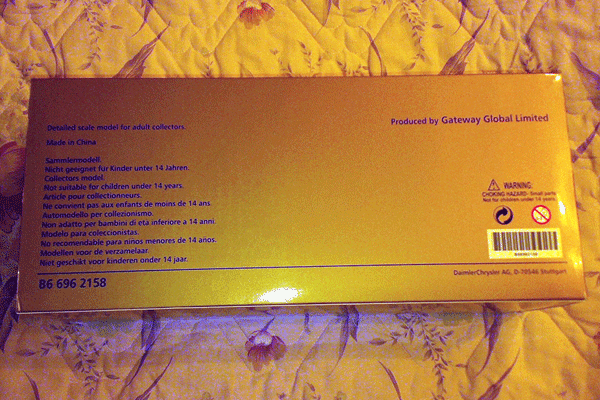 Detailed scale model for adult collectors.
Made in China
Sammlermodell.
Nicht geeignet für Kinder unter 14 Jahren.
Collectors model.
Not suitable for children under 14 years.
Article pour collectionneurs.
Ne convient pas aux enfants de moins de 14 ans.
Automodello per collezionismo.
Non adatto per bambini di eta inferiore a 14 anni.
Modelo para coleccionistas.
No recomendable para niños menores de 14 años.
Modellen voor de verzamelaar.
Niet geschikt voor kinderen onder 14 jaar.
B6 696 2158
Produced by Gateway Global Limited
WARNING:
CHOKING HAZARD- Small parts
Not for children under 14 years.
DaimlerChrysler AG, D-70546 Stuttgart